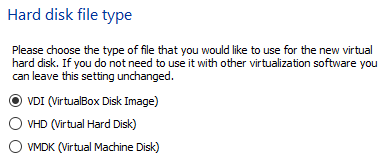 Hard disk file type
Please choose the type of file that you would like to use for the new virtual
hard disk. If you do not need to use it with other virtualization software you
can leave this setting unchanged.
VDI (VirtualBox Disk Image)
VHD (Virtual Hard Disk)
VMDK (Virtual Machine Disk)